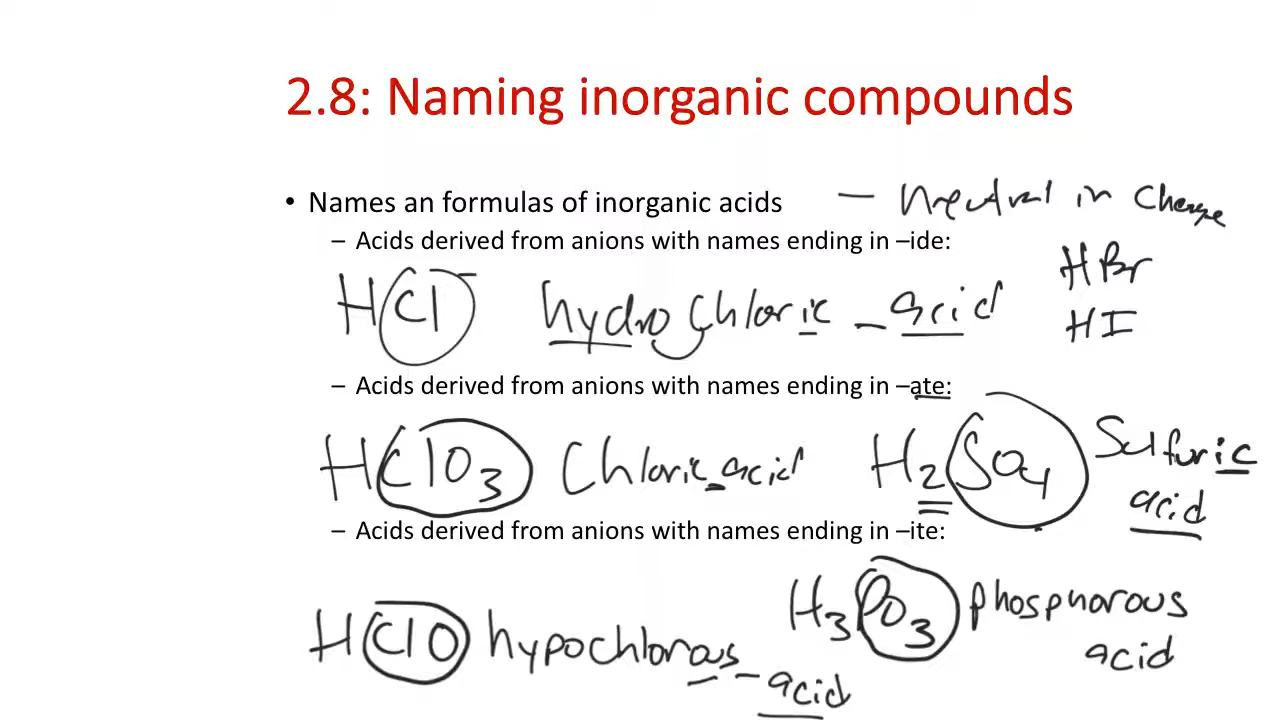 2.8: Naming inorganic compounds
• Names an formulas of inorganic acids — neutral in charge
– Acids derived from anions with names ending in –ide:
HBr
HCl⁻ hydrochloric - acid
HI
– Acids derived from anions with names ending in –ate:
HClO₃ Chloric - acid H₂SO₄ Sulfuric
acid
– Acids derived from anions with names ending in –ite:
H₃PO₃ phosphorous
HClO hypochlorous - acid
acid